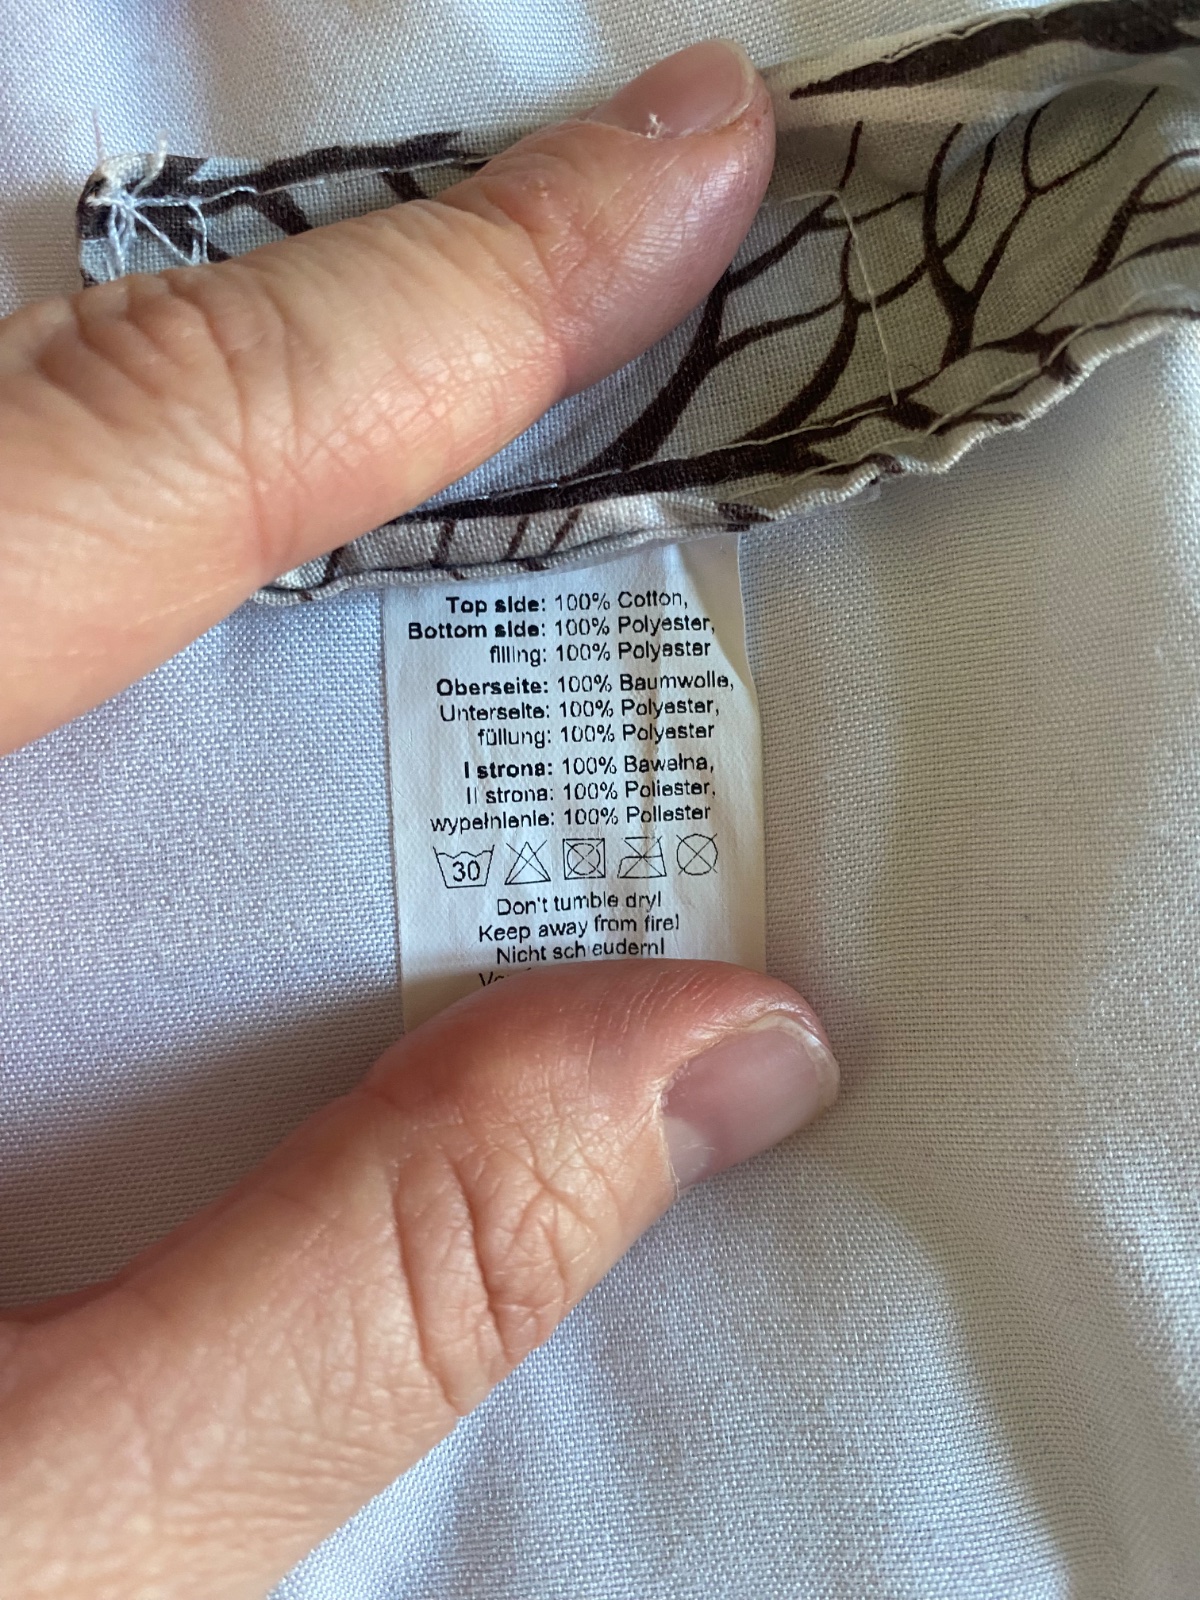 Top side: 100% Cotton,
Bottom side: 100% Polyester,
filling: 100% Polyester
Oberseite: 100% Baumwolle,
Unterseite: 100% Polyester,
füllung: 100% Polyester
I strona: 100% Bawełna,
II strona: 100% Poliester,
wypełnienie: 100% Poliester
30
Don't tumble dry!
Keep away from fire!
Nicht scheudern!